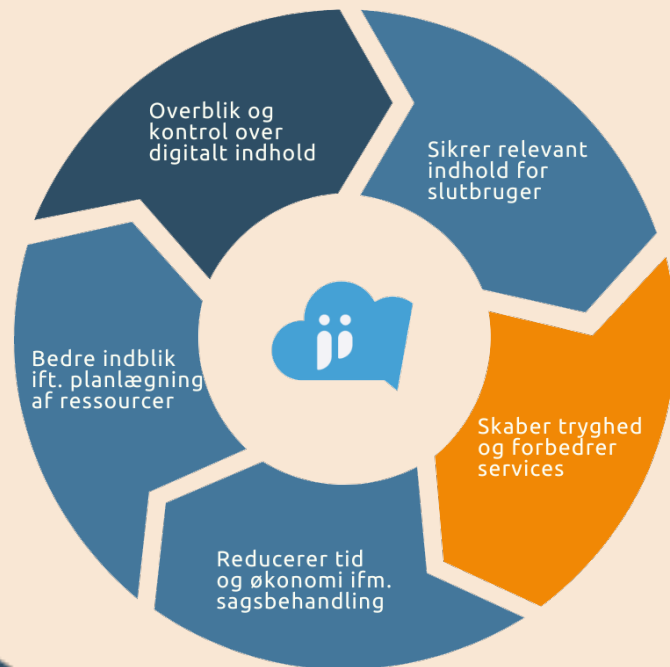 Overblik og
kontrol over
digitalt indhold
Sikrer relevant
indhold for
slutbruger
Skaber tryghed
og forbedrer
services
Reducerer tid
og økonomi ifm.
sagsbehandling
Bedre indblik
ift. planlægning
af ressourcer